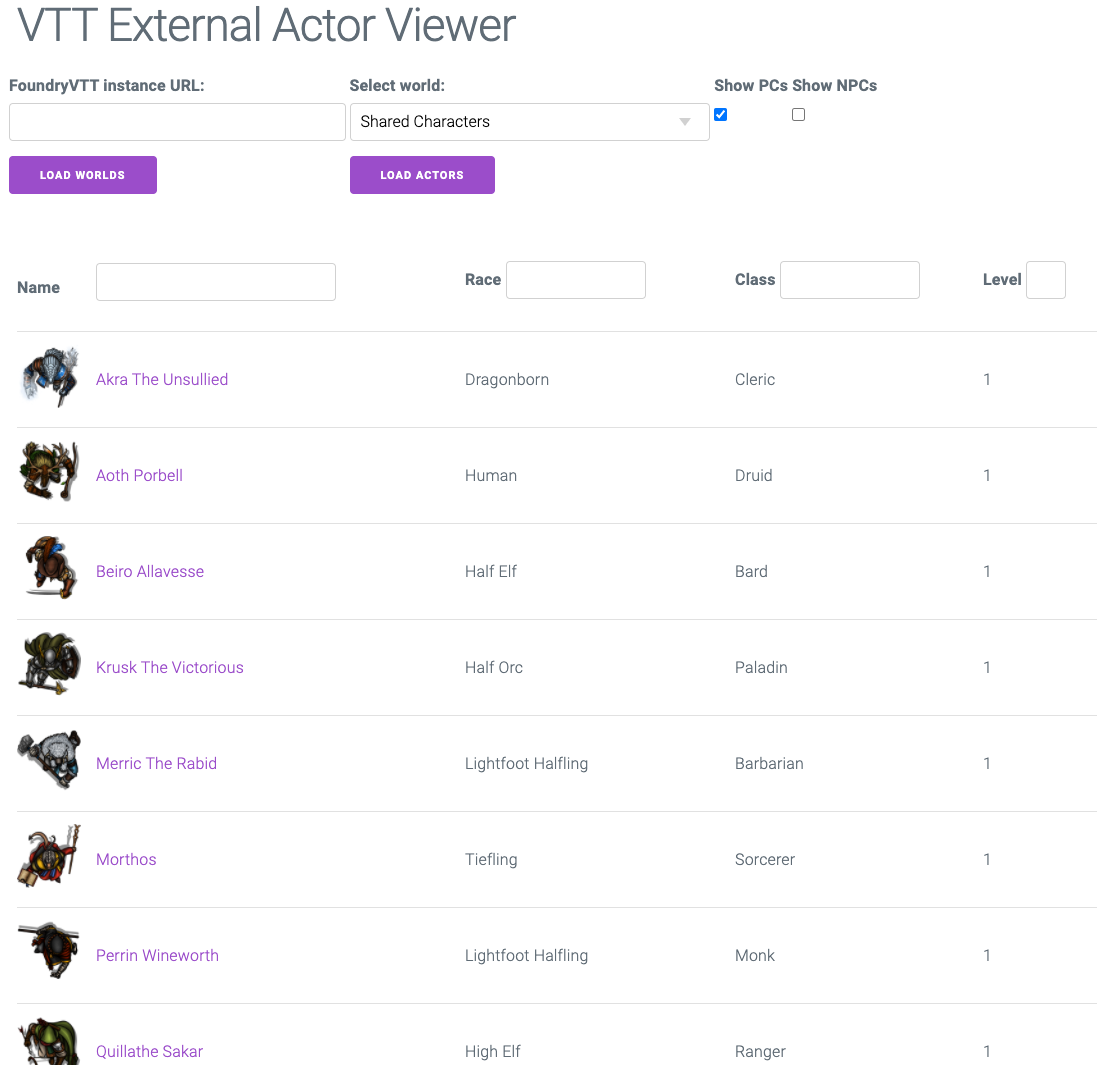 VTT External Actor Viewer
FoundryVTT instance URL: Select world: Show PCs Show NPCs
Shared Characters
LOAD WORLDS LOAD ACTORS
Name Race Class Level
Akra The Unsullied Dragonborn Cleric 1
Aoth Porbell Human Druid 1
Beiro Allavesse Half Elf Bard 1
Krusk The Victorious Half Orc Paladin 1
Merric The Rabid Lightfoot Halfling Barbarian 1
Morthos Tiefling Sorcerer 1
Perrin Wineworth Lightfoot Halfling Monk 1
Quillathe Sakar High Elf Ranger 1